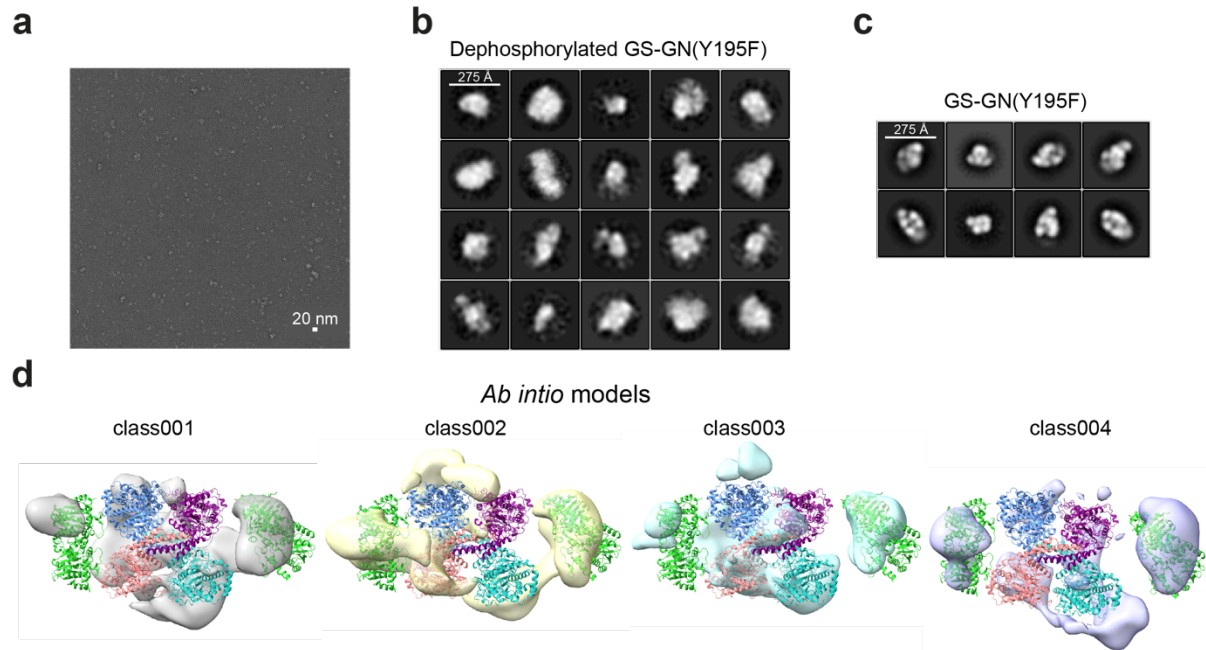 a
20 nm
b
Dephosphorylated GS-GN(Y195F)
275 Å
c
GS-GN(Y195F)
275 Å
d
Ab intio models
class001
class002
class003
class004